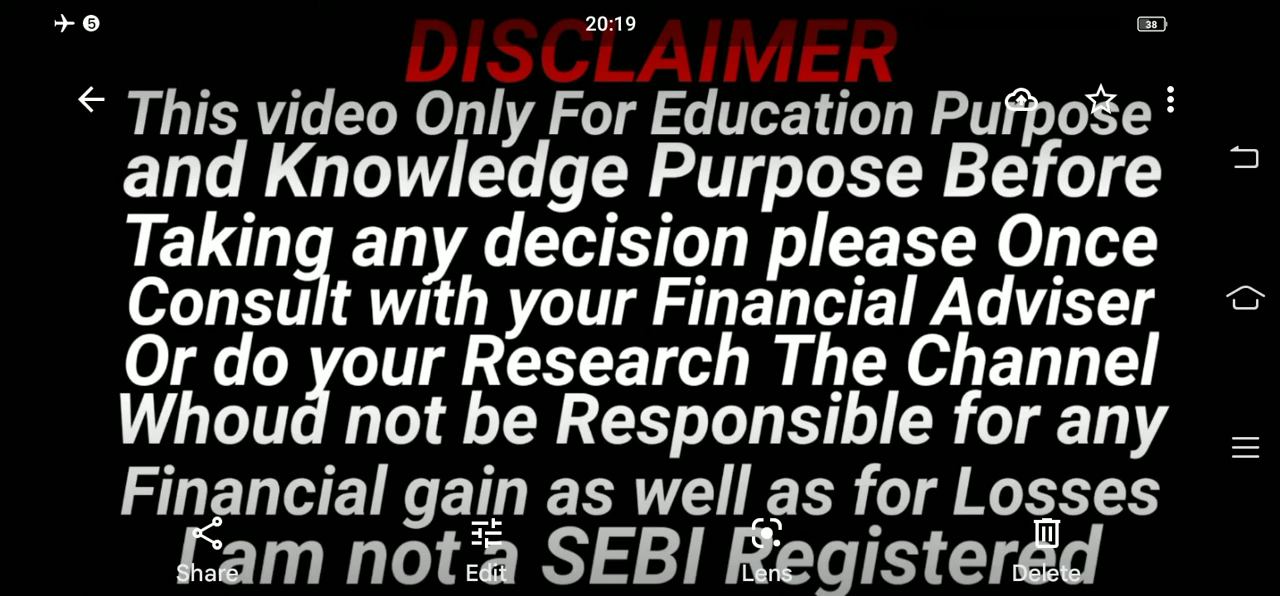 5 20:19 38
DISCLAIMER
This video Only For Education Purpose
and Knowledge Purpose Before
Taking any decision please Once
Consult with your Financial Adviser
Or do your Research The Channel
Whoud not be Responsible for any
Financial gain as well as for Losses
I am not a SEBI Registered
Share Edit Lens Delete